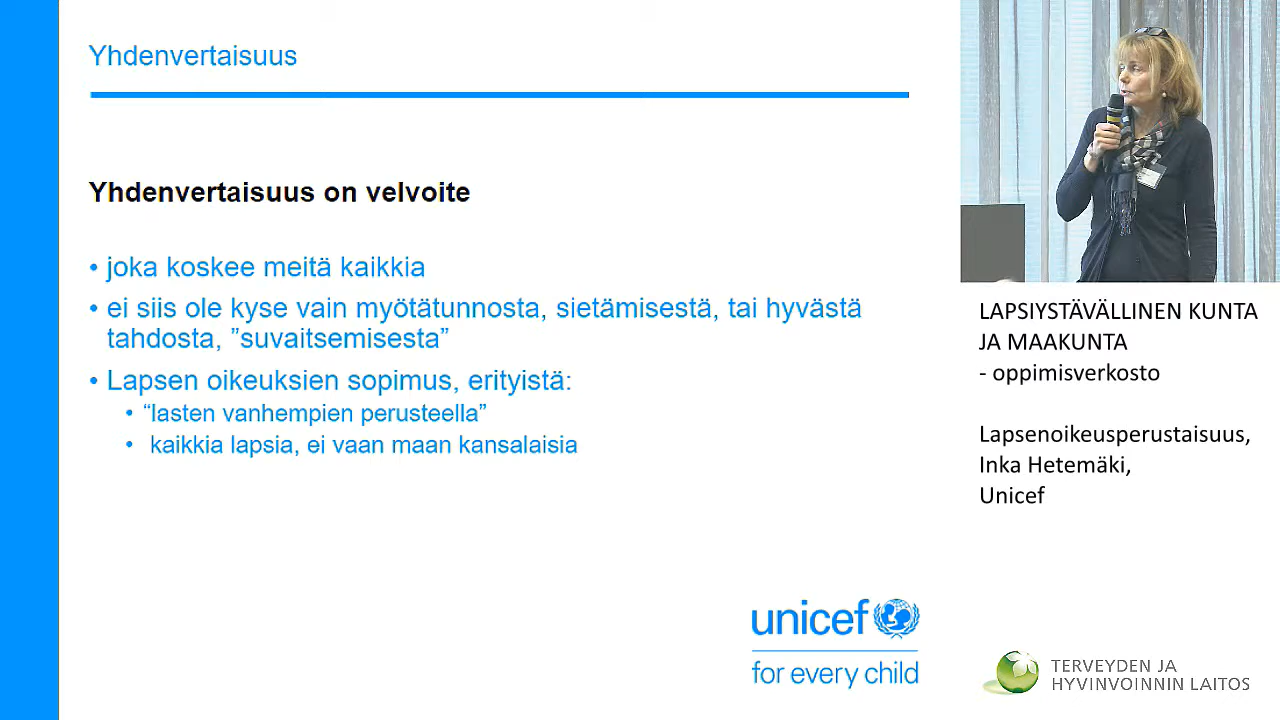 Yhdenvertaisuus
Yhdenvertaisuus on velvoite
• joka koskee meitä kaikkia
• ei siis ole kyse vain myötätunnosta, sietämisestä, tai hyvästä
tahdosta, ”suvaitsemisesta”
• Lapsen oikeuksien sopimus, erityistä:
• “lasten vanhempien perusteella”
• kaikkia lapsia, ei vaan maan kansalaisia
unicef
for every child
LAPSIYSTÄVÄLLINEN KUNTA
JA MAAKUNTA
- oppimisverkosto
Lapsenoikeusperustaisuus,
Inka Hetemäki,
Unicef
TERVEYDEN JA
HYVINVOINNIN LAITOS